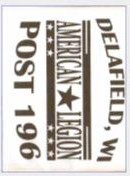 DELAFIELD, WI
AMERICAN LEGION
POST 196